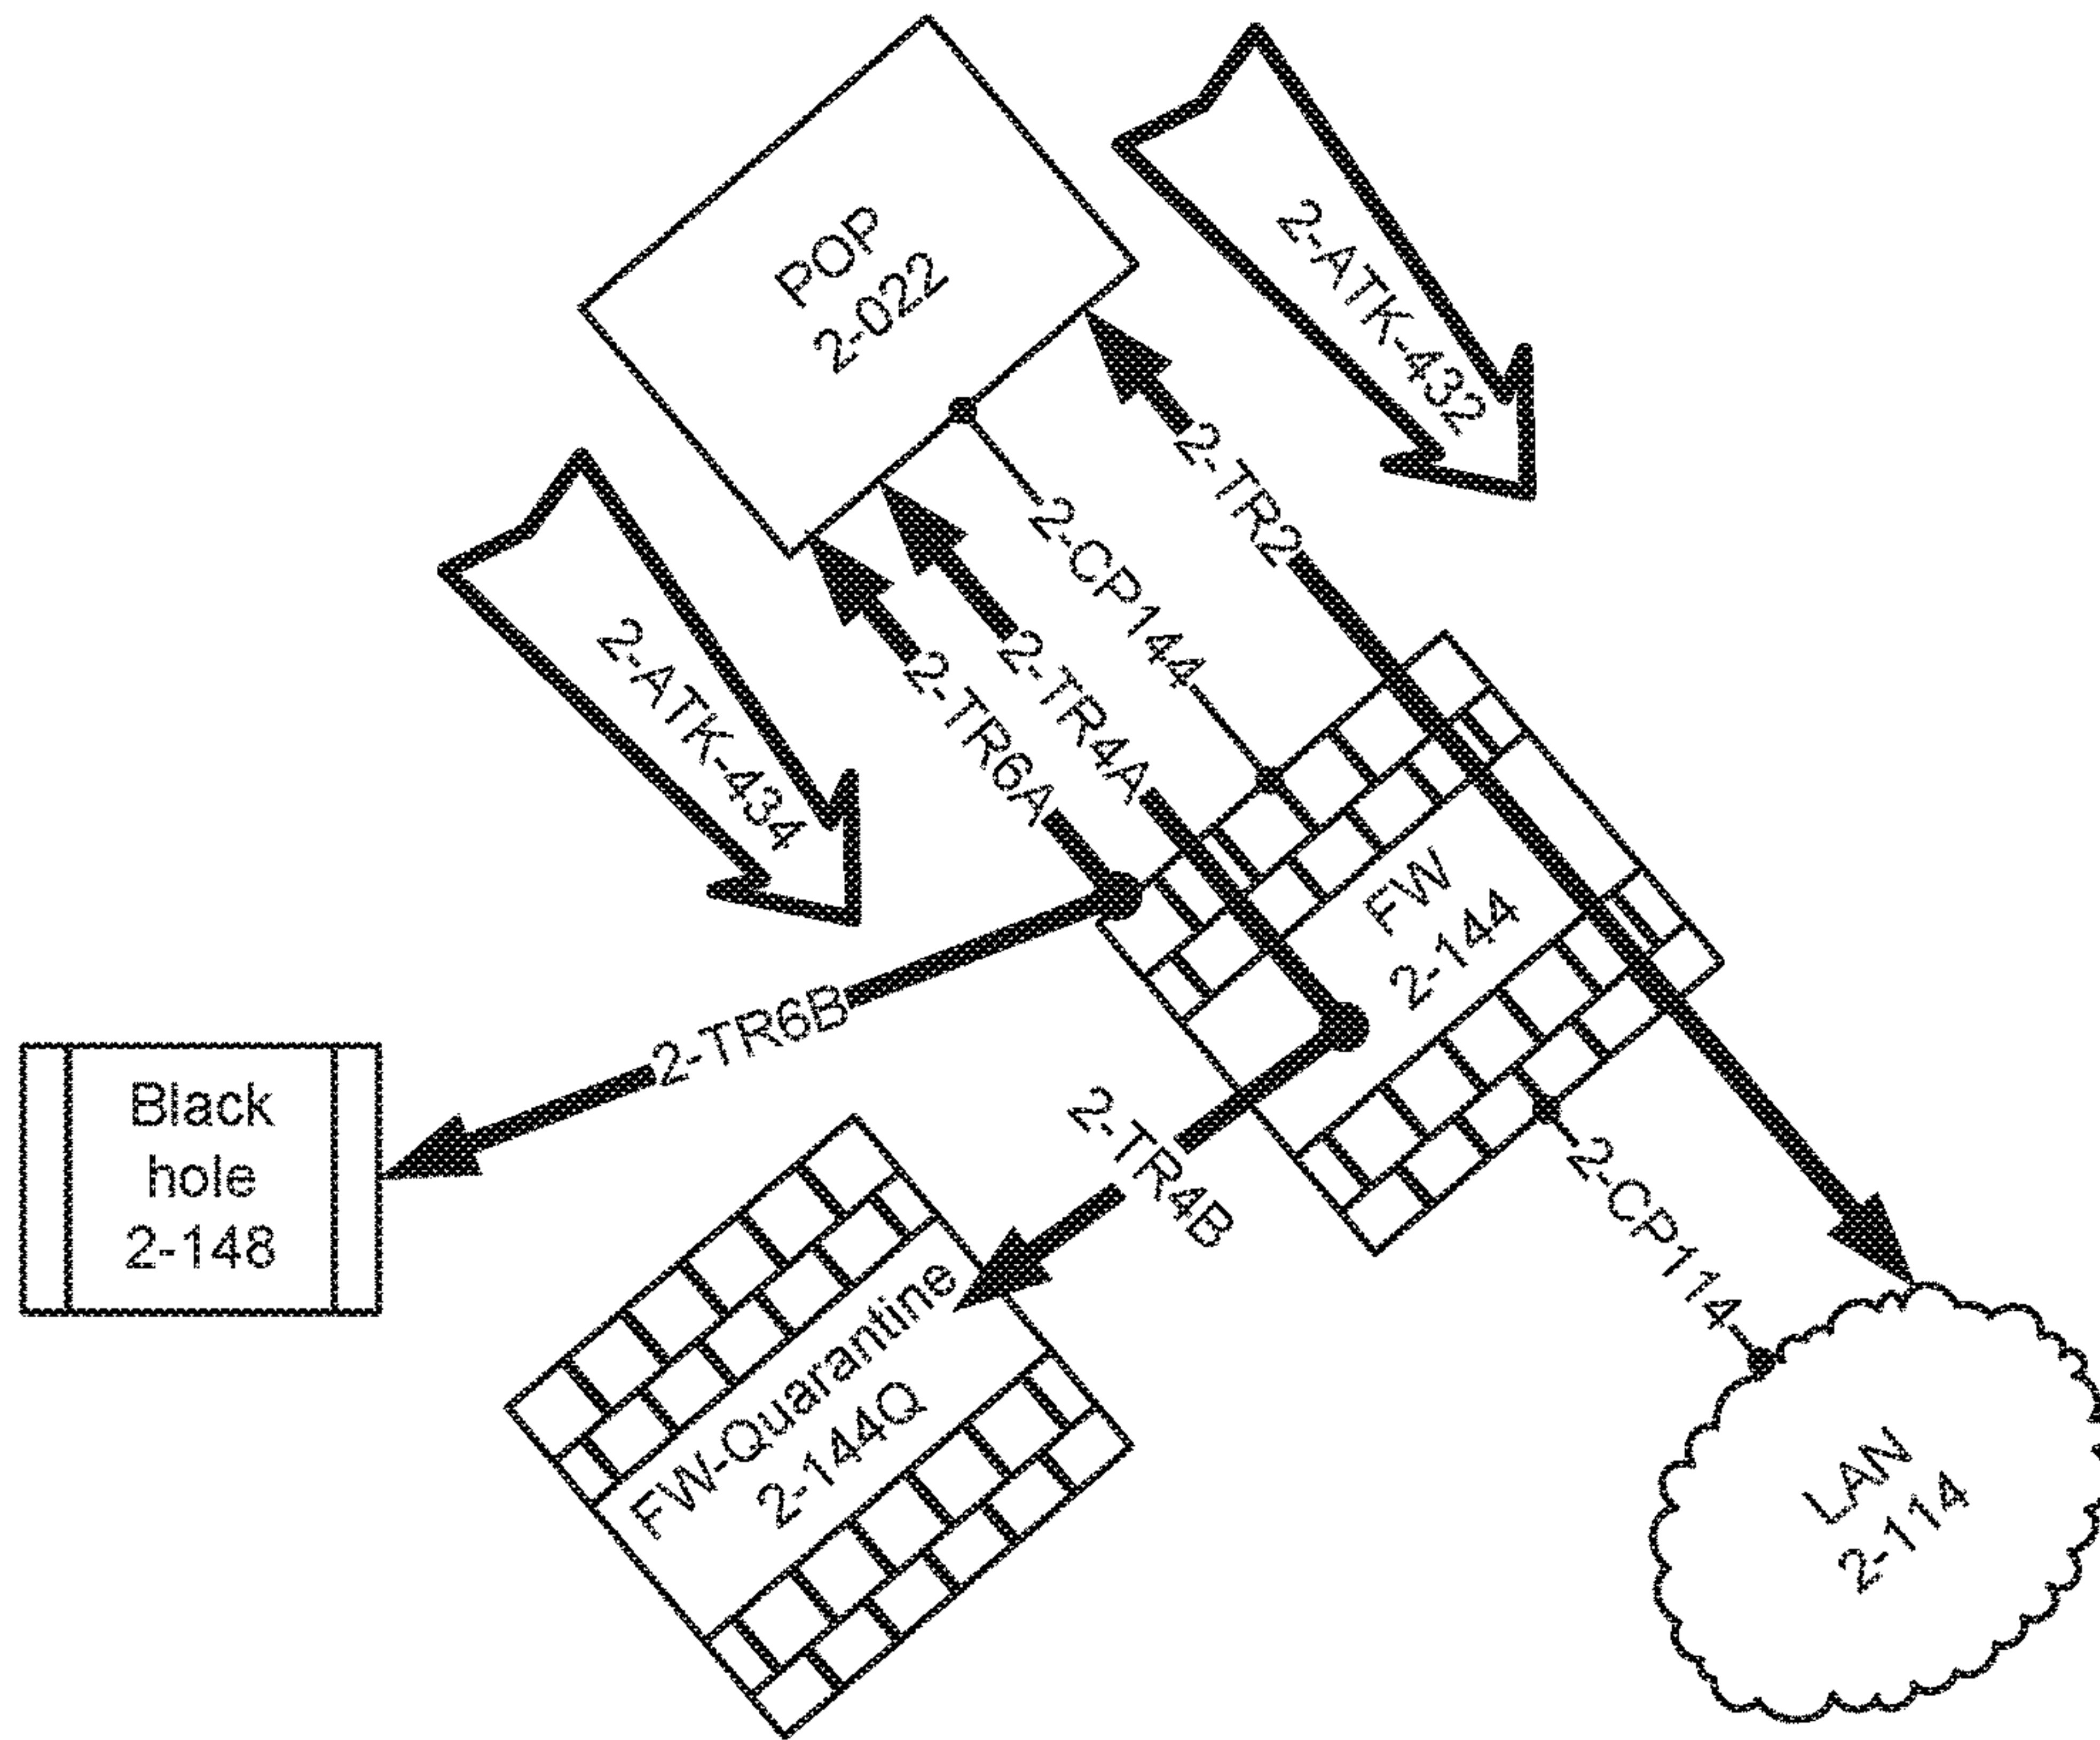 POP
2-022
2-ATK-432
2-TR2
2-CP144
2-TR4A
2-TR6A
2-ATK-434
FW
2-144
2-TR6B
Black
hole
2-148
2-TR4B
2-CP114
FW-Quarantine
2-144Q
LAN
2-114